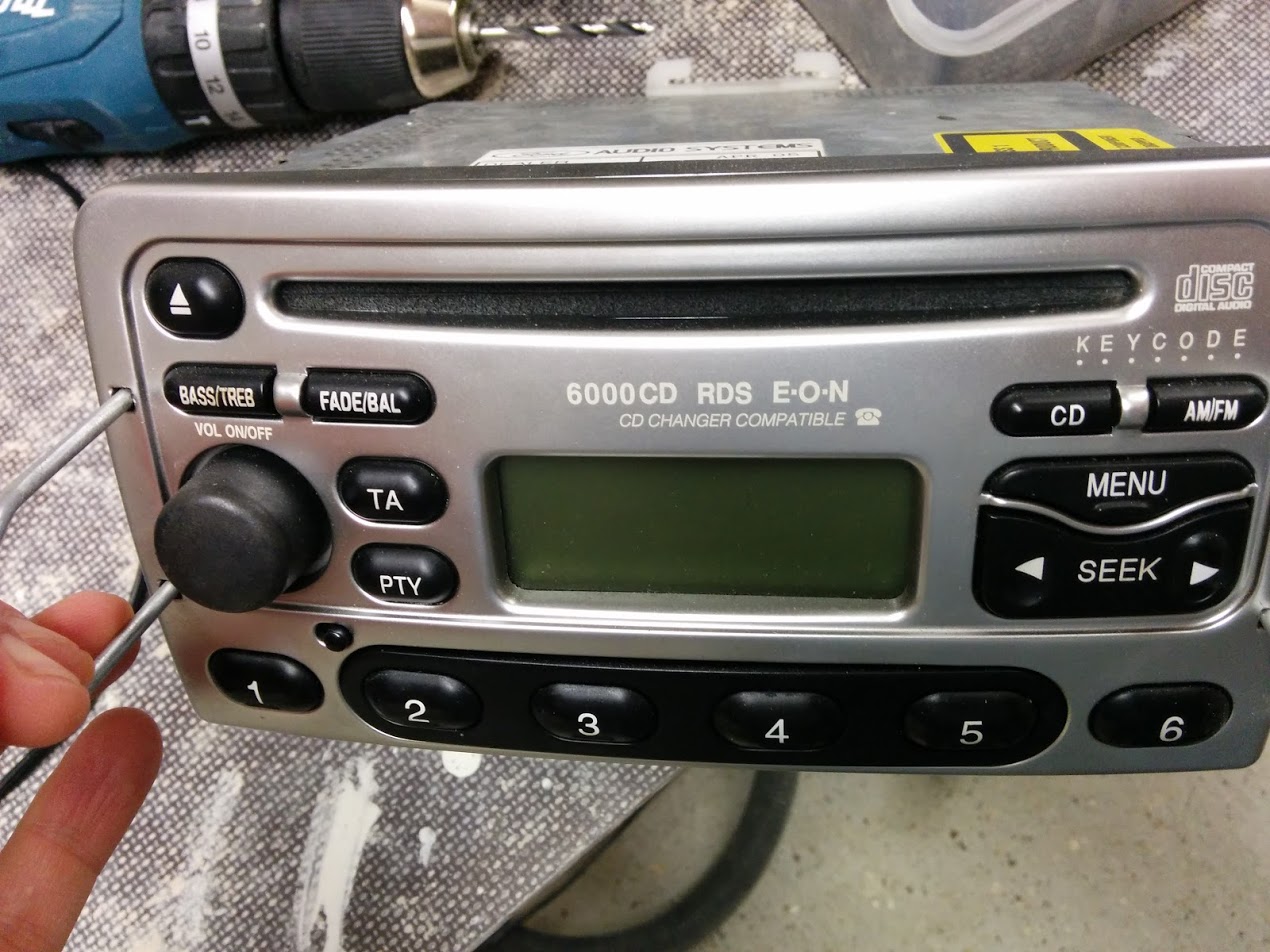 10
12
AUDIO SYSTEMS
COMPACT
disc
DIGITAL AUDIO
KEYCODE
BASS/TREB
FADE/BAL
6000CD RDS E·O·N
CD CHANGER COMPATIBLE
CD
AM/FM
VOL ON/OFF
TA
MENU
PTY
SEEK
1
2
3
4
5
6